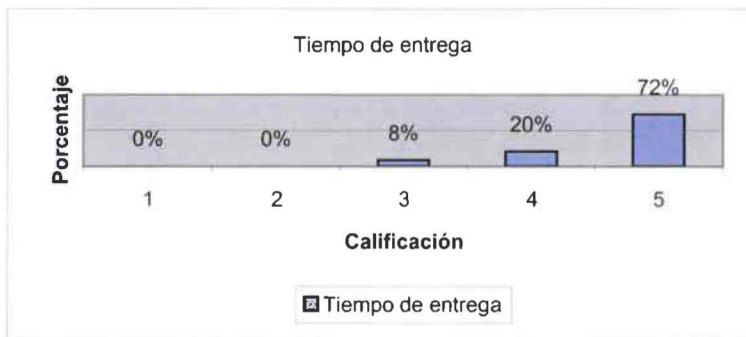 Tiempo de entrega
72%
20%
8%
0%
0%
Porcentaje
1 2 3 4 5
Calificación
Tiempo de entrega